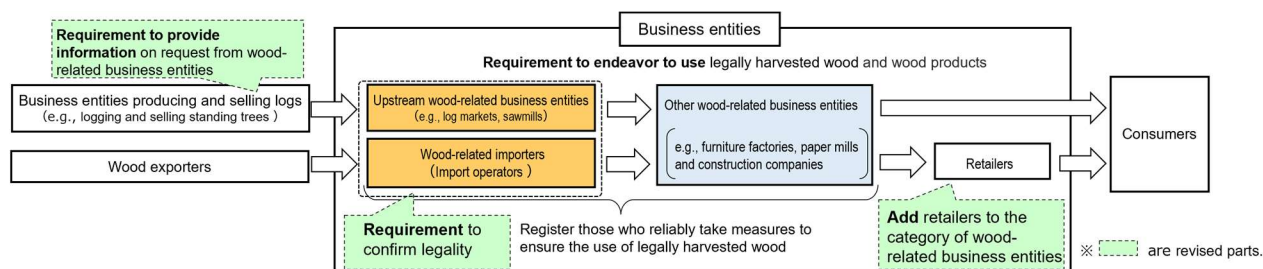 Business entities
Requirement to provide
information on request from wood-
related business entities
Requirement to endeavor to use legally harvested wood and wood products
Business entities producing and selling logs
(e.g., logging and selling standing trees )
Upstream wood-related business entities
(e.g., log markets, sawmills)
Other wood-related business entities
e.g., furniture factories, paper mills
and construction companies
Consumers
Wood exporters
Wood-related importers
(Import operators )
Retailers
Requirement to
confirm legality
Register those who reliably take measures to
ensure the use of legally harvested wood
Add retailers to the
category of wood-
related business entities
※ are revised parts.